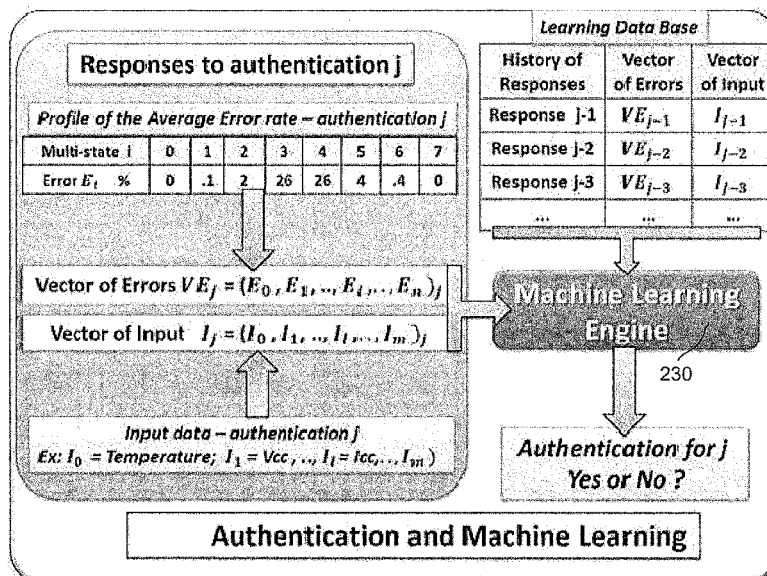 Responses to authentication j
Profile of the Average Error rate – authentication j
Multi-state i 0 1 2 3 4 5 6 7
Error E_i % 0 .1 2 26 26 4 .4 0
Vector of Errors VE_j = (E_0, E_1, .., E_i, .., E_n)_j
Vector of Input I_j = (I_0, I_1, .., I_l, .., I_m)_j
Input data – authentication j
Ex: I_0 = Temperature; I_1 = Vcc, .., I_l = Icc, .., I_m)
Learning Data Base
History of Responses Vector of Errors Vector of Input
Response j-1 VE_{j-1} I_{j-1}
Response j-2 VE_{j-2} I_{j-2}
Response j-3 VE_{j-3} I_{j-3}
... ... ...
Machine Learning
Engine
230
Authentication for j
Yes or No ?
Authentication and Machine Learning